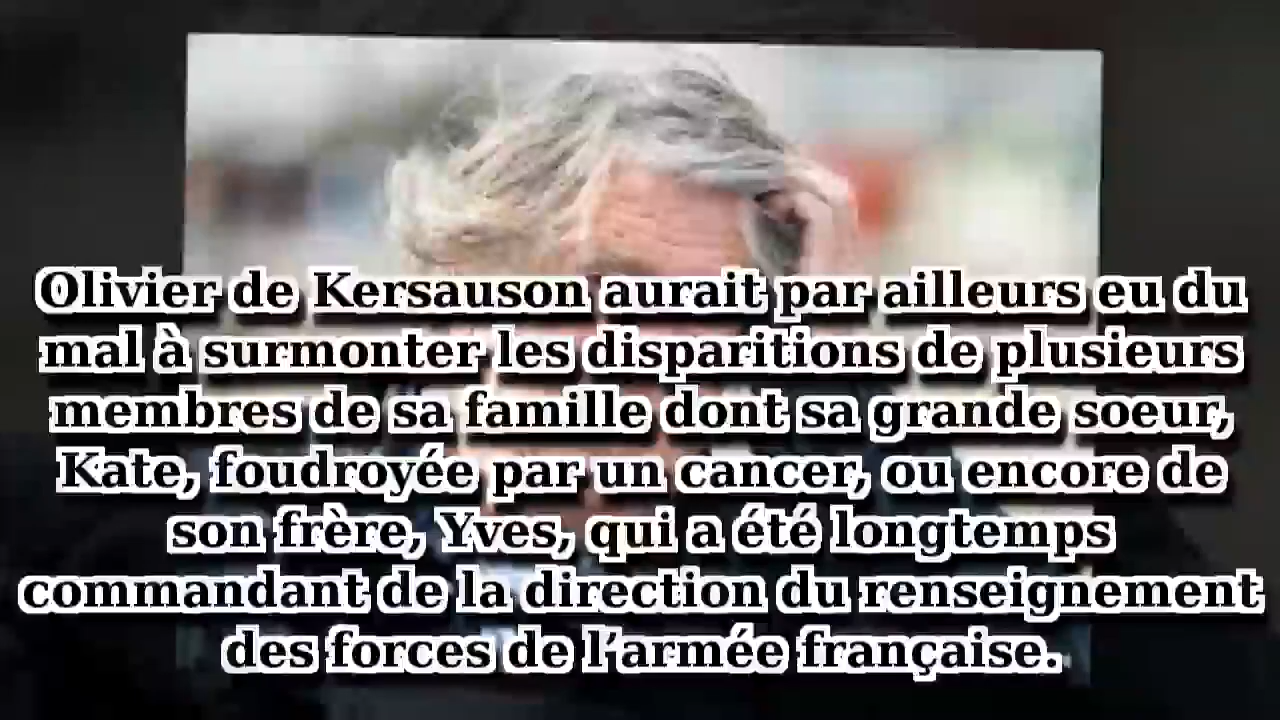 Olivier de Kersauson aurait par ailleurs eu du
mal à surmonter les disparitions de plusieurs
membres de sa famille dont sa grande soeur,
Kate, foudroyée par un cancer, ou encore de
son frère, Yves, qui a été longtemps
commandant de la direction du renseignement
des forces de l’armée française.